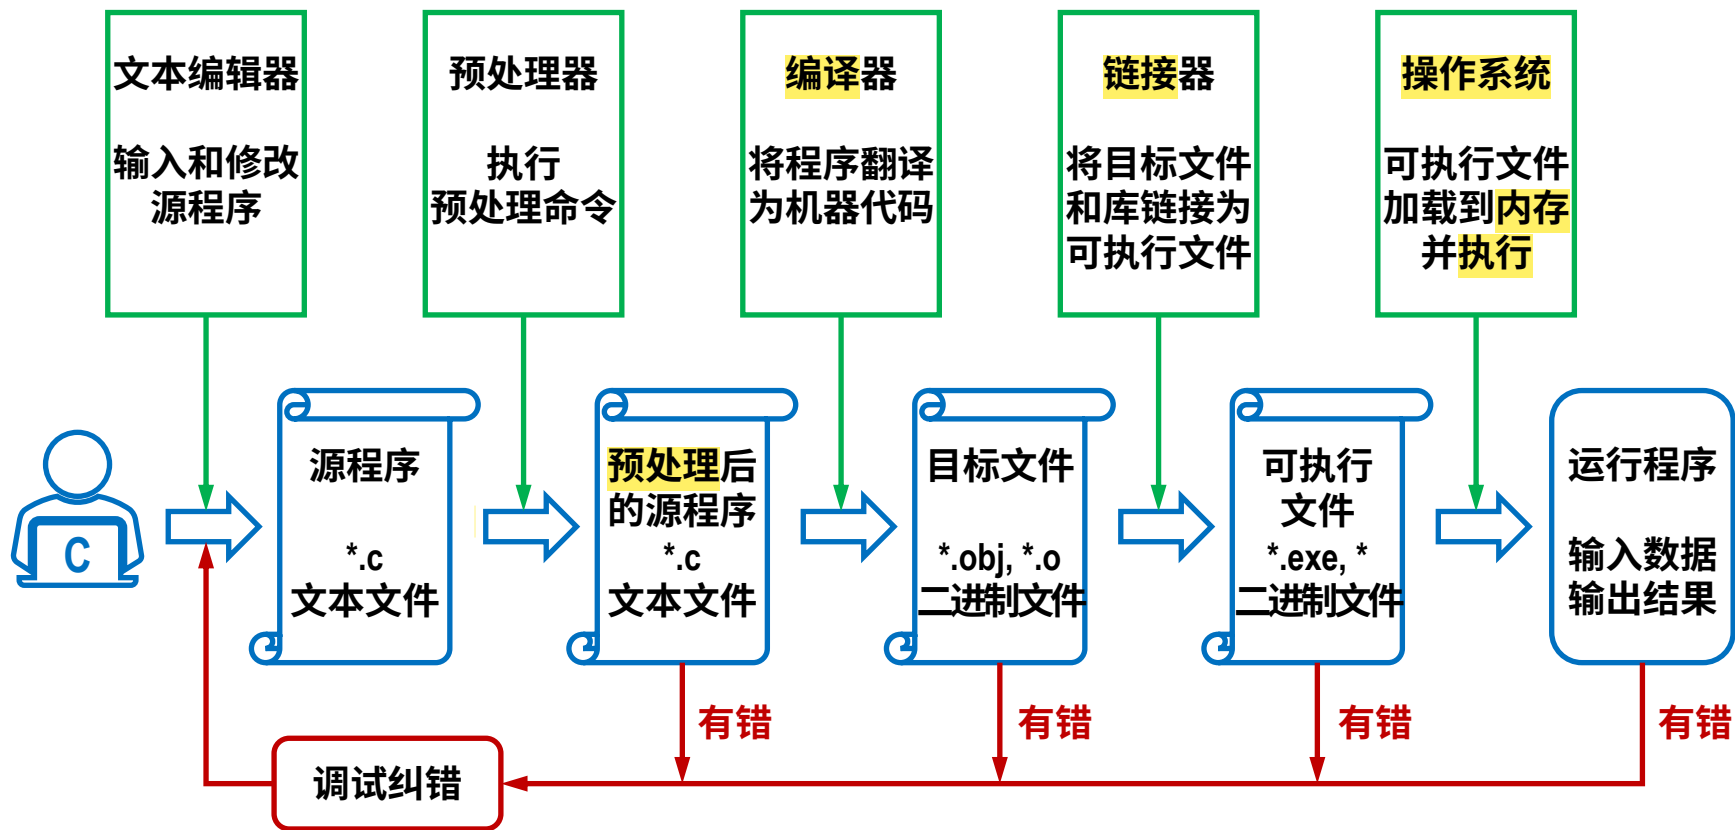 文本编辑器
输入和修改
源程序
预处理器
执行
预处理命令
编译器
将程序翻译
为机器代码
链接器
将目标文件
和库链接为
可执行文件
操作系统
可执行文件
加载到内存
并执行
C
源程序
*.c
文本文件
预处理后
的源程序
*.c
文本文件
目标文件
*.obj, *.o
二进制文件
可执行
文件
*.exe, *
二进制文件
运行程序
输入数据
输出结果
有错
有错
有错
有错
调试纠错